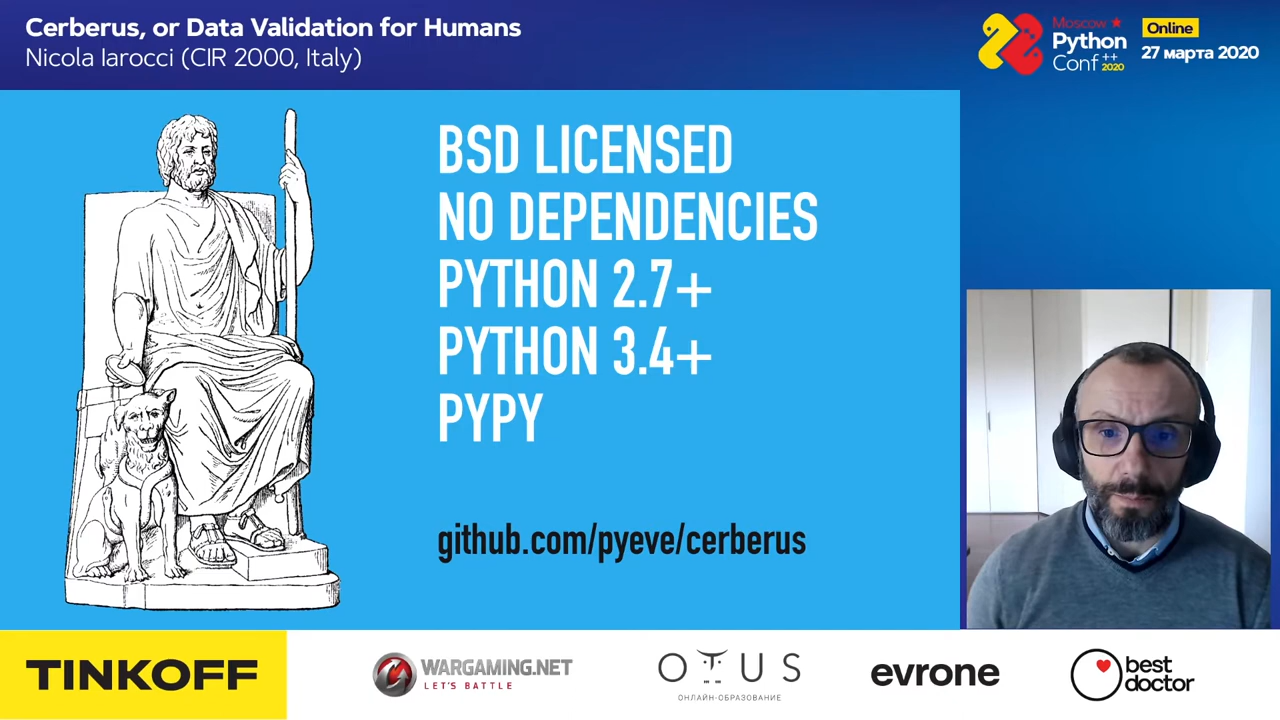 Cerberus, or Data Validation for Humans
Nicola Iarocci (CIR 2000, Italy)
Moscow
Python
Conf ++
2020
Online
27 марта 2020
BSD LICENSED
NO DEPENDENCIES
PYTHON 2.7+
PYTHON 3.4+
PYPY
github.com/pyeve/cerberus
TINKOFF
WARGAMING.NET
LET'S BATTLE
OTUS
ОНЛАЙН-ОБРАЗОВАНИЕ
evrone
best
doctor